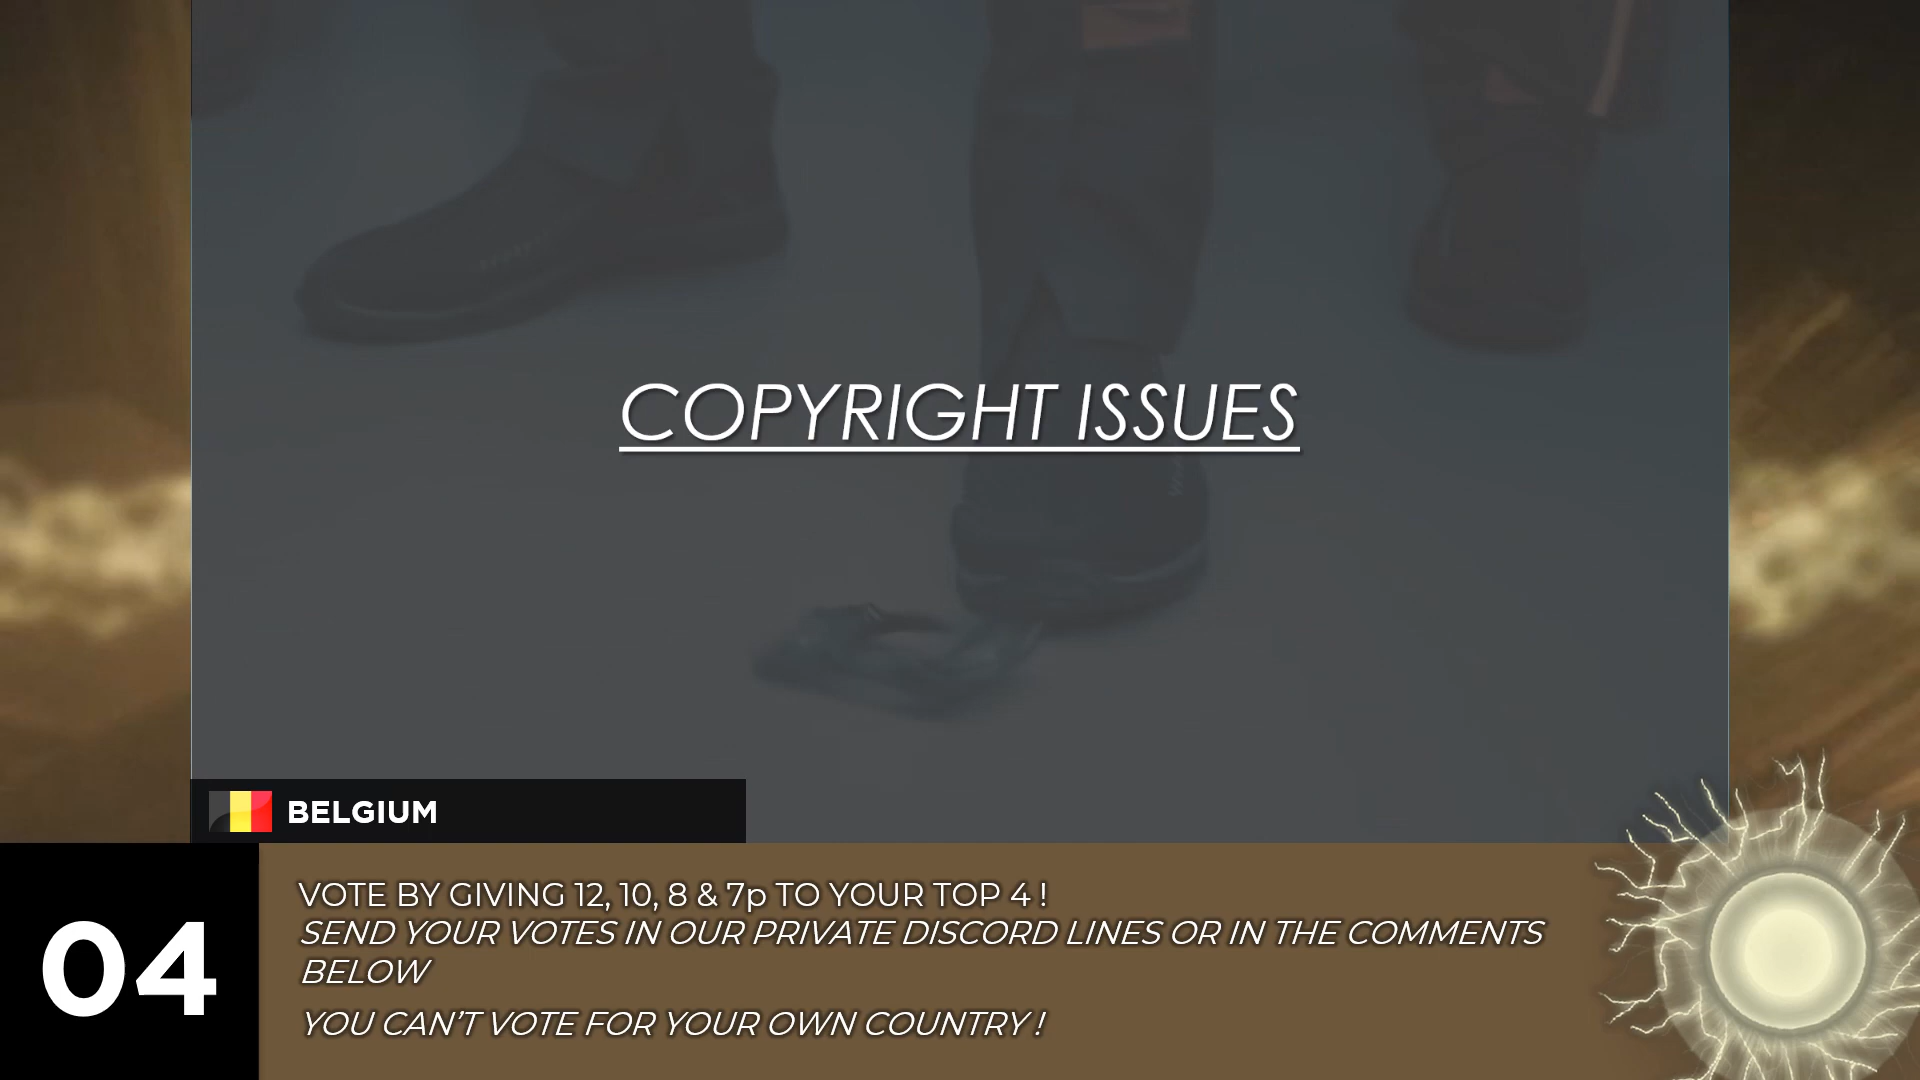 COPYRIGHT ISSUES
BELGIUM
04
VOTE BY GIVING 12, 10, 8 & 7p TO YOUR TOP 4 !
SEND YOUR VOTES IN OUR PRIVATE DISCORD LINES OR IN THE COMMENTS
BELOW
YOU CAN'T VOTE FOR YOUR OWN COUNTRY !